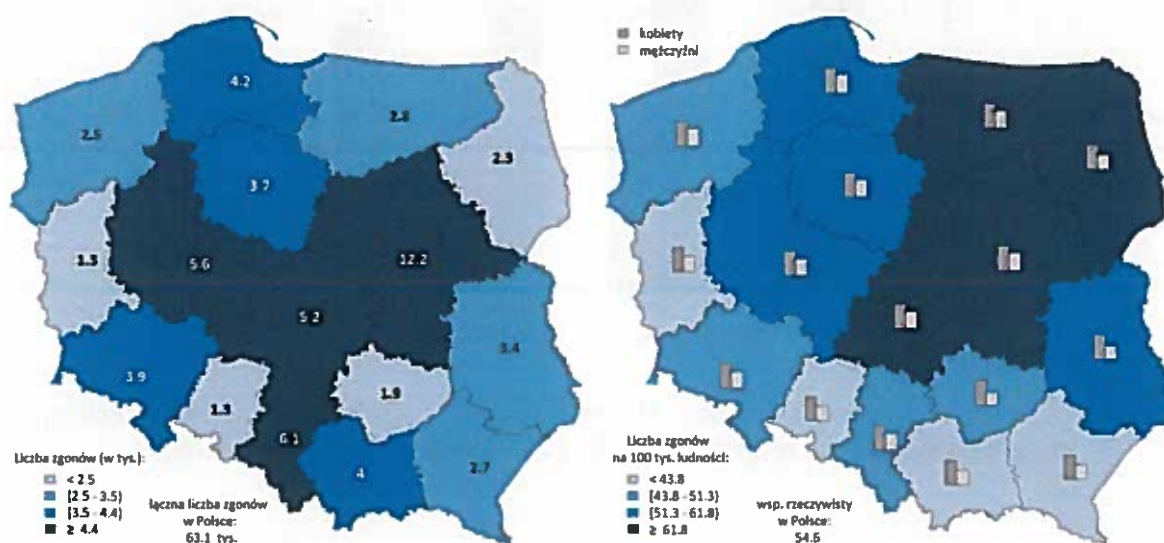 4.2
2.8
2.5
2.3
3.7
1.3
5.6
12.2
5.2
3.4
3.9
1.3
1.9
6.1
4
2.7
Liczba zgonów (w tys.):
< 2.5
[2.5 - 3.5)
[3.5 - 4.4)
≥ 4.4
łączna liczba zgonów
w Polsce:
63.1 tys.
kobiety
mężczyźni
Liczba zgonów
na 100 tys. ludności:
< 43.8
[43.8 - 51.3)
[51.3 - 61.8)
≥ 61.8
wsp. rzeczywisty
w Polsce:
54.6